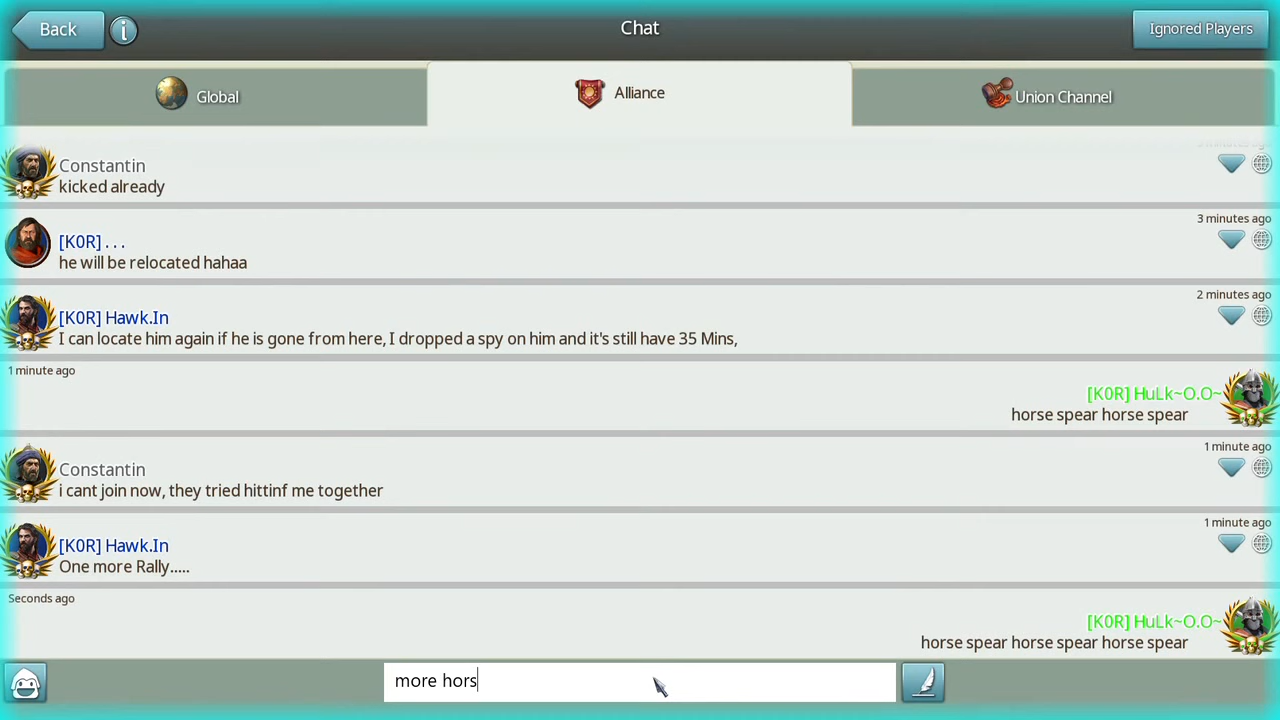 Back
i
Chat
Ignored Players
Global
Alliance
Union Channel
Constantin
kicked already
3 minutes ago
[K0R] . . .
he will be relocated hahaa
2 minutes ago
[K0R] Hawk.In
I can locate him again if he is gone from here, I dropped a spy on him and it's still have 35 Mins,
1 minute ago
[K0R] HuLk~O.O~
horse spear horse spear
1 minute ago
Constantin
i cant join now, they tried hittinf me together
1 minute ago
[K0R] Hawk.In
One more Rally.....
Seconds ago
[K0R] HuLk~O.O~
horse spear horse spear horse spear
more hors